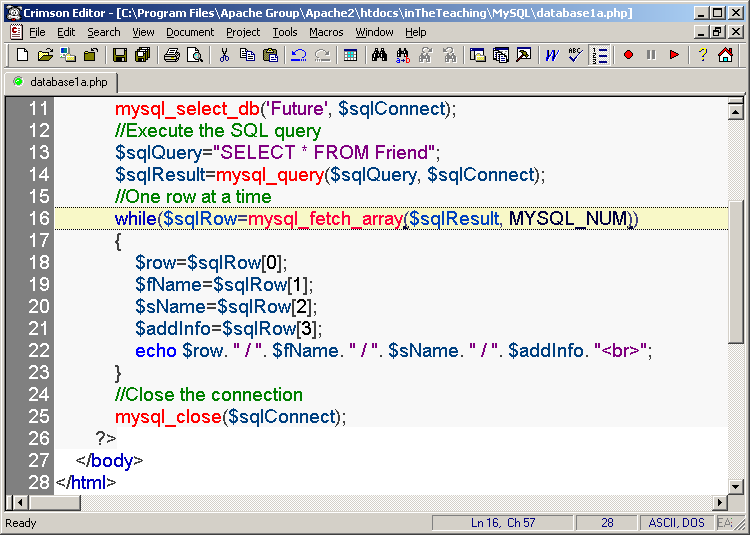 Crimson Editor - [C:\Program Files\Apache Group\Apache2\htdocs\inTheTeaching\MySQL\database1a.php]
File Edit Search View Document Project Tools Macros Window Help
database1a.php
11 mysql_select_db('Future', $sqlConnect);
12 //Execute the SQL query
13 $sqlQuery="SELECT * FROM Friend";
14 $sqlResult=mysql_query($sqlQuery, $sqlConnect);
15 //One row at a time
16 while($sqlRow=mysql_fetch_array($sqlResult, MYSQL_NUM))
17 {
18 $row=$sqlRow[0];
19 $fName=$sqlRow[1];
20 $sName=$sqlRow[2];
21 $addInfo=$sqlRow[3];
22 echo $row. " / ". $fName. " / ". $sName. " / ". $addInfo. "<br>";
23 }
24 //Close the connection
25 mysql_close($sqlConnect);
26 ?>
27 </body>
28 </html>
Ready Ln 16, Ch 57 28 ASCII, DOS